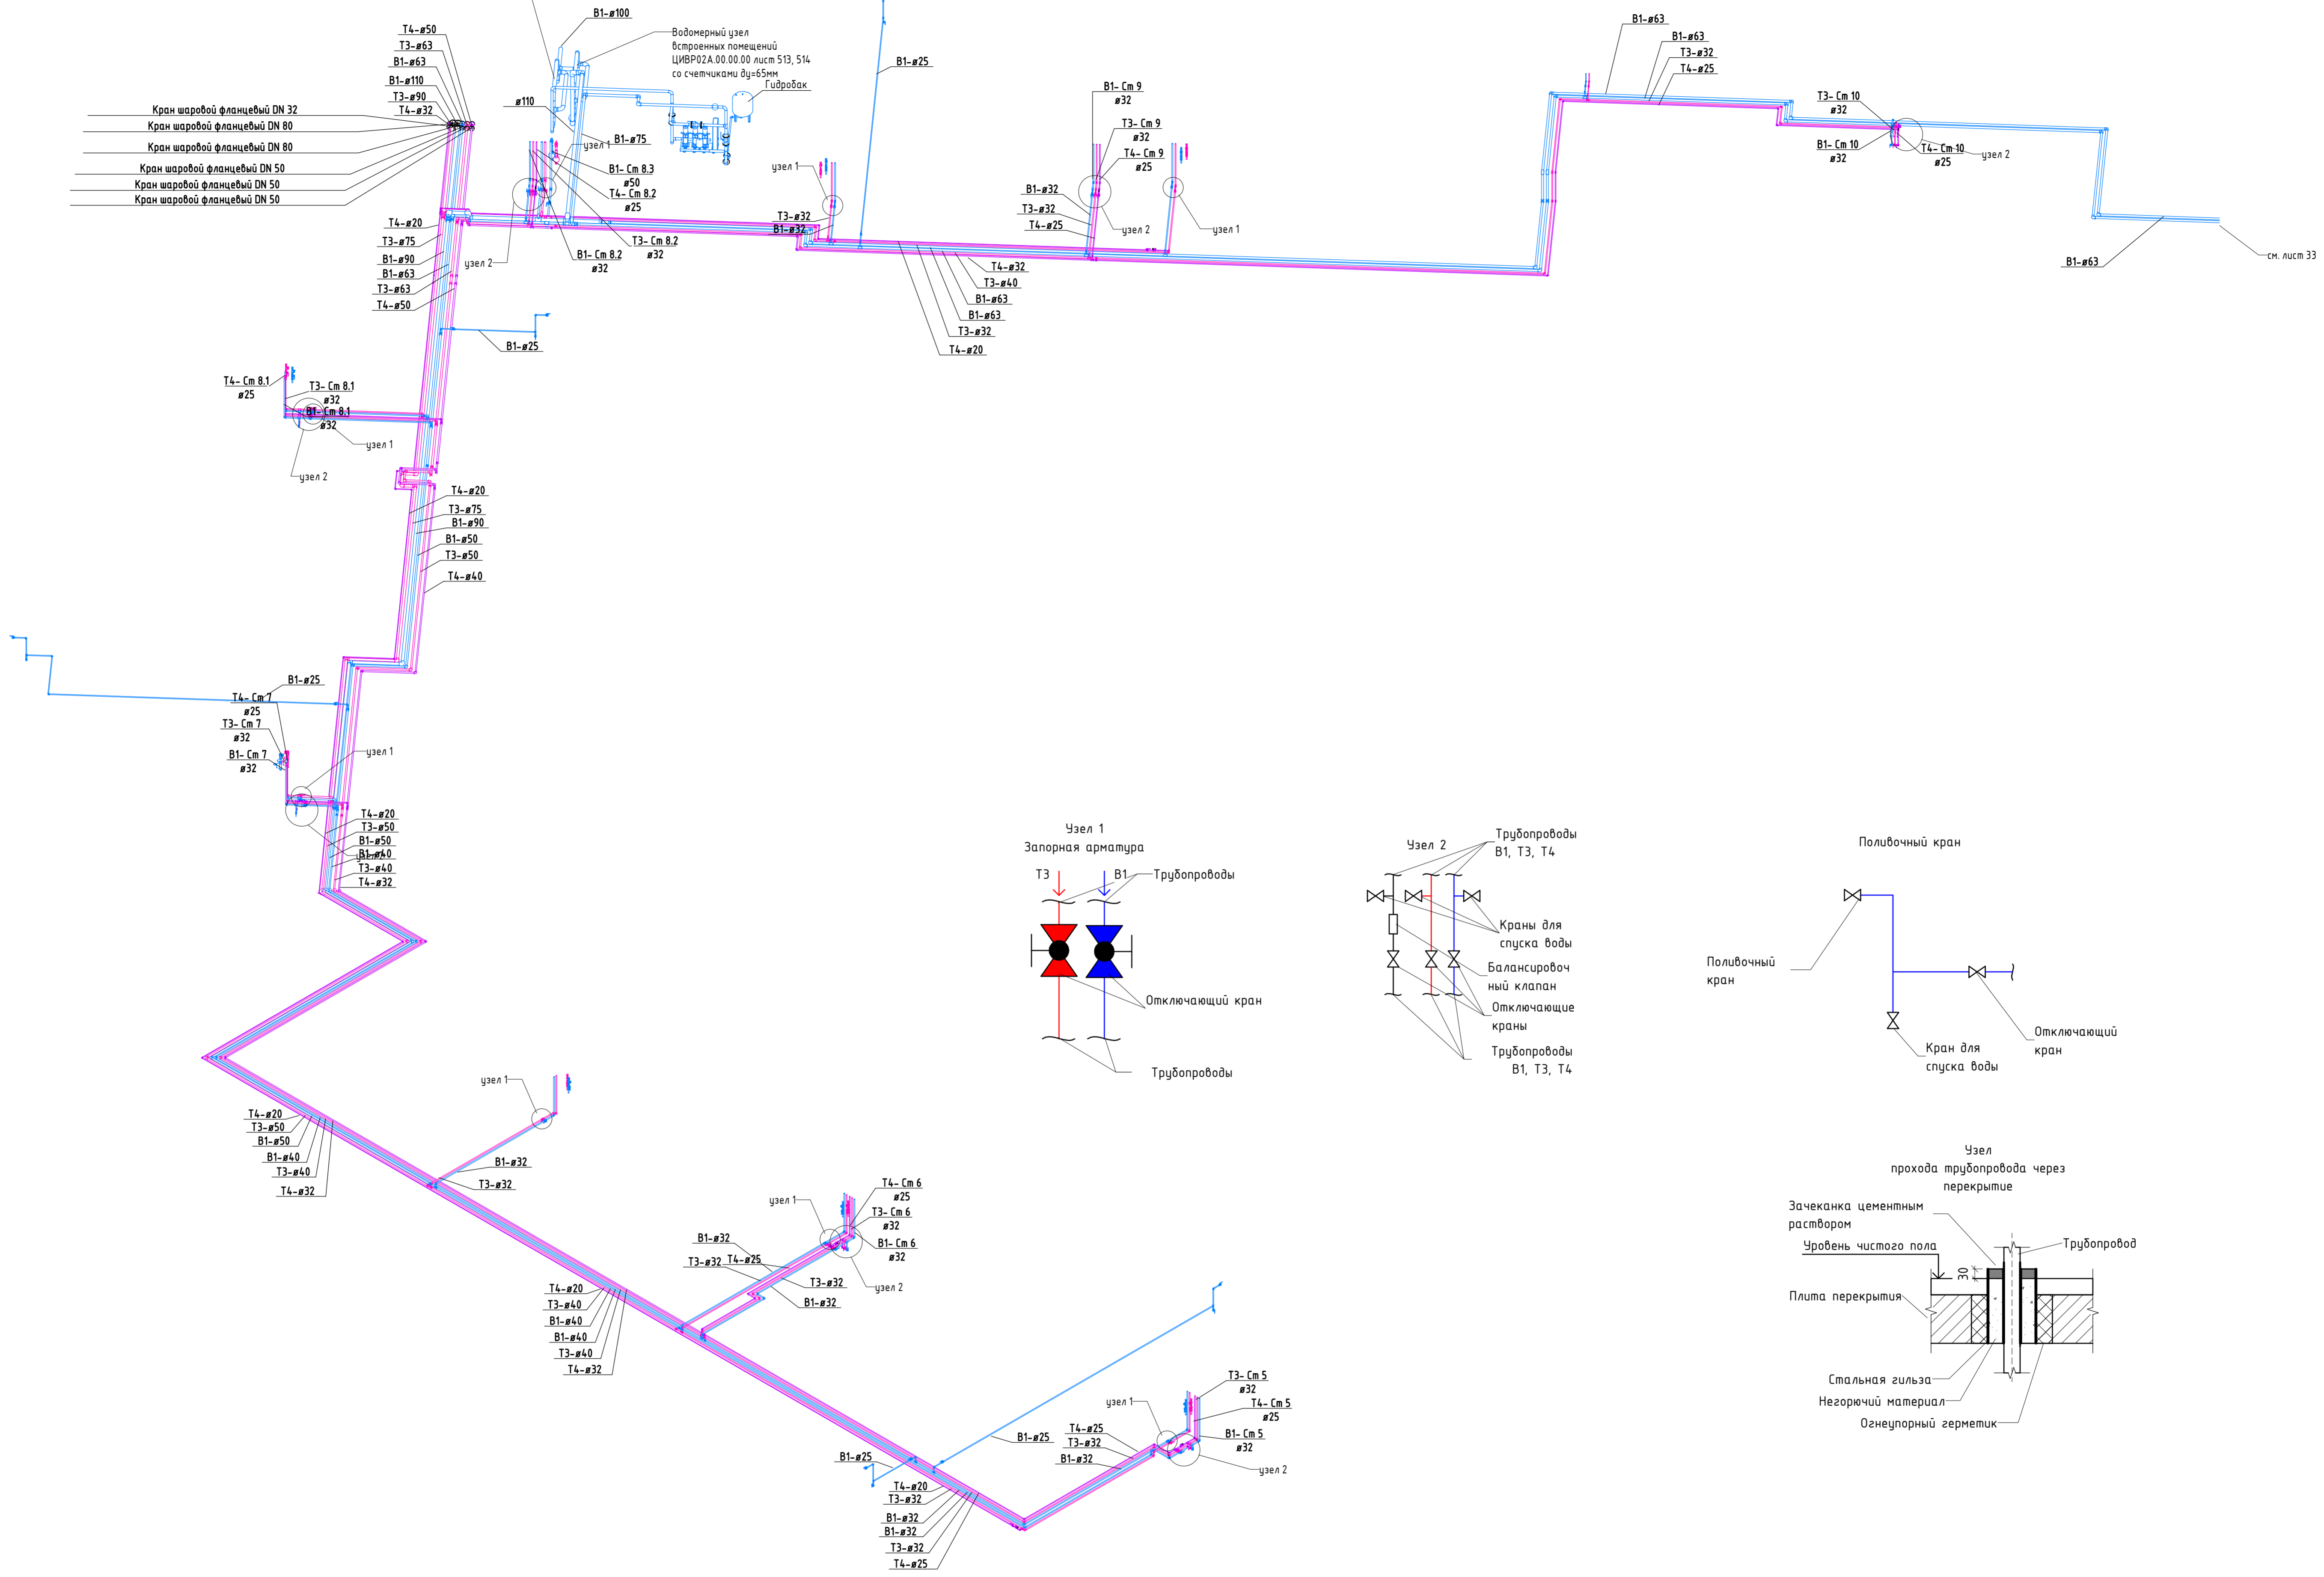 В1-ø100
Водомерный узел
встроенных помещений
ЦИВР02А.00.00.00 лист 513, 514
со счетчиками ду=65мм
Гидробак
Т4-ø50
Т3-ø63
В1-ø63
В1-ø110
Т3-ø90
Т4-ø32
Кран шаровой фланцевый DN 32
Кран шаровой фланцевый DN 80
Кран шаровой фланцевый DN 80
Кран шаровой фланцевый DN 50
Кран шаровой фланцевый DN 50
Кран шаровой фланцевый DN 50
ø110
В1-ø75
узел 1
В1- Ст 8.3
ø50
Т4- Ст 8.2
ø25
Т3- Ст 8.2
ø32
В1- Ст 8.2
ø32
узел 2
В1-ø25
узел 1
Т3-ø32
В1-ø32
В1- Ст 9
ø32
Т3- Ст 9
ø32
Т4- Ст 9
ø25
В1-ø32
Т3-ø32
Т4-ø25
узел 2
узел 1
Т4-ø32
Т3-ø40
В1-ø63
В1-ø63
Т3-ø32
Т4-ø20
В1-ø63
В1-ø63
Т3-ø32
Т4-ø25
Т3- Ст 10
ø32
В1- Ст 10
ø32
Т4- Ст 10
ø25
узел 2
В1-ø63
см. лист 33
Т4-ø20
Т3-ø75
В1-ø90
В1-ø63
Т3-ø63
Т4-ø50
В1-ø25
Т4- Ст 8.1
ø25
Т3- Ст 8.1
ø32
В1- Ст 8.1
ø32
узел 1
узел 2
Т4-ø20
Т3-ø75
В1-ø90
В1-ø50
Т3-ø50
Т4-ø40
В1-ø25
Т4- Ст 7
ø25
Т3- Ст 7
ø32
В1- Ст 7
ø32
узел 1
Т4-ø20
Т3-ø50
В1-ø50
В1-ø40
Т3-ø40
Т4-ø32
Узел 1
Запорная арматура
Т3
В1
Трубопроводы
Отключающий кран
Трубопроводы
Узел 2
Трубопроводы
В1, Т3, Т4
Краны для
спуска воды
Балансировоч
ный клапан
Отключающие
краны
Трубопроводы
В1, Т3, Т4
Поливочный кран
Поливочный
кран
Отключающий
кран
Кран для
спуска воды
Т4-ø20
Т3-ø50
В1-ø50
В1-ø40
Т3-ø40
Т4-ø32
узел 1
В1-ø32
Т3-ø32
узел 1
Т4- Ст 6
ø25
Т3- Ст 6
ø32
В1- Ст 6
ø32
узел 2
В1-ø32
Т3-ø32
Т4-ø25
Т3-ø32
В1-ø32
Т4-ø20
Т3-ø40
В1-ø40
В1-ø40
Т3-ø40
Т4-ø32
Т3- Ст 5
ø32
Т4- Ст 5
ø25
В1- Ст 5
ø32
узел 1
узел 2
Т4-ø25
Т3-ø32
В1-ø32
В1-ø25
В1-ø25
Т4-ø20
Т3-ø32
В1-ø32
В1-ø32
Т3-ø32
Т4-ø25
Узел
прохода трубопровода через
перекрытие
Зачеканка цементным
раствором
Уровень чистого пола
30
Трубопровод
Плита перекрытия
Стальная гильза
Негорючий материал
Огнеупорный герметик